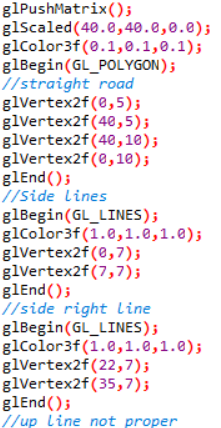 glPushMatrix();
glScaled(40.0,40.0,0.0);
glColor3f(0.1,0.1,0.1);
glBegin(GL_POLYGON);
//straight road
glVertex2f(0,5);
glVertex2f(40,5);
glVertex2f(40,10);
glVertex2f(0,10);
glEnd();
//Side lines
glBegin(GL_LINES);
glColor3f(1.0,1.0,1.0);
glVertex2f(0,7);
glVertex2f(7,7);
glEnd();
//side right line
glBegin(GL_LINES);
glColor3f(1.0,1.0,1.0);
glVertex2f(22,7);
glVertex2f(35,7);
glEnd();
//up line not proper